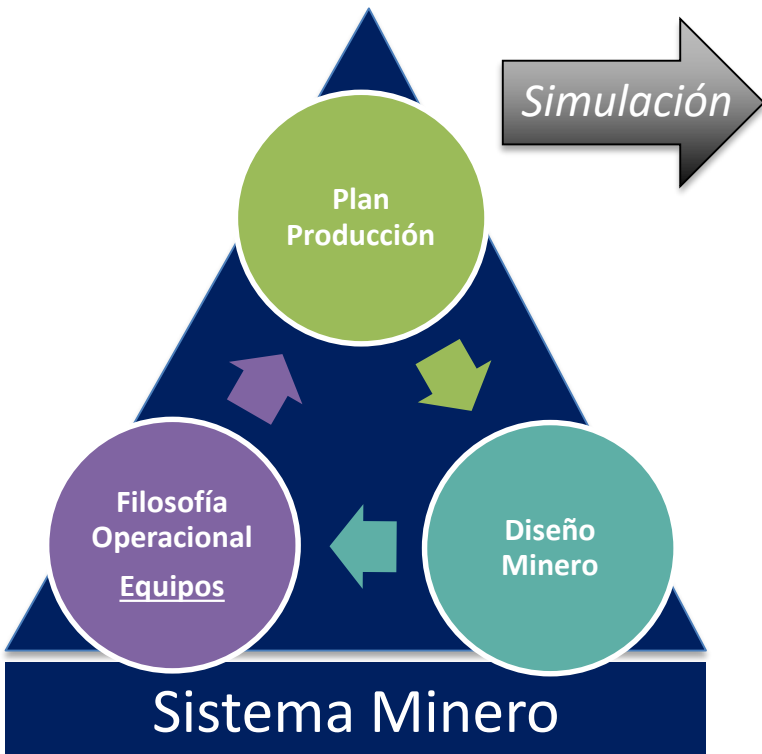 Simulación
Plan
Producción
Filosofía
Operacional
Equipos
Diseño
Minero
Sistema Minero